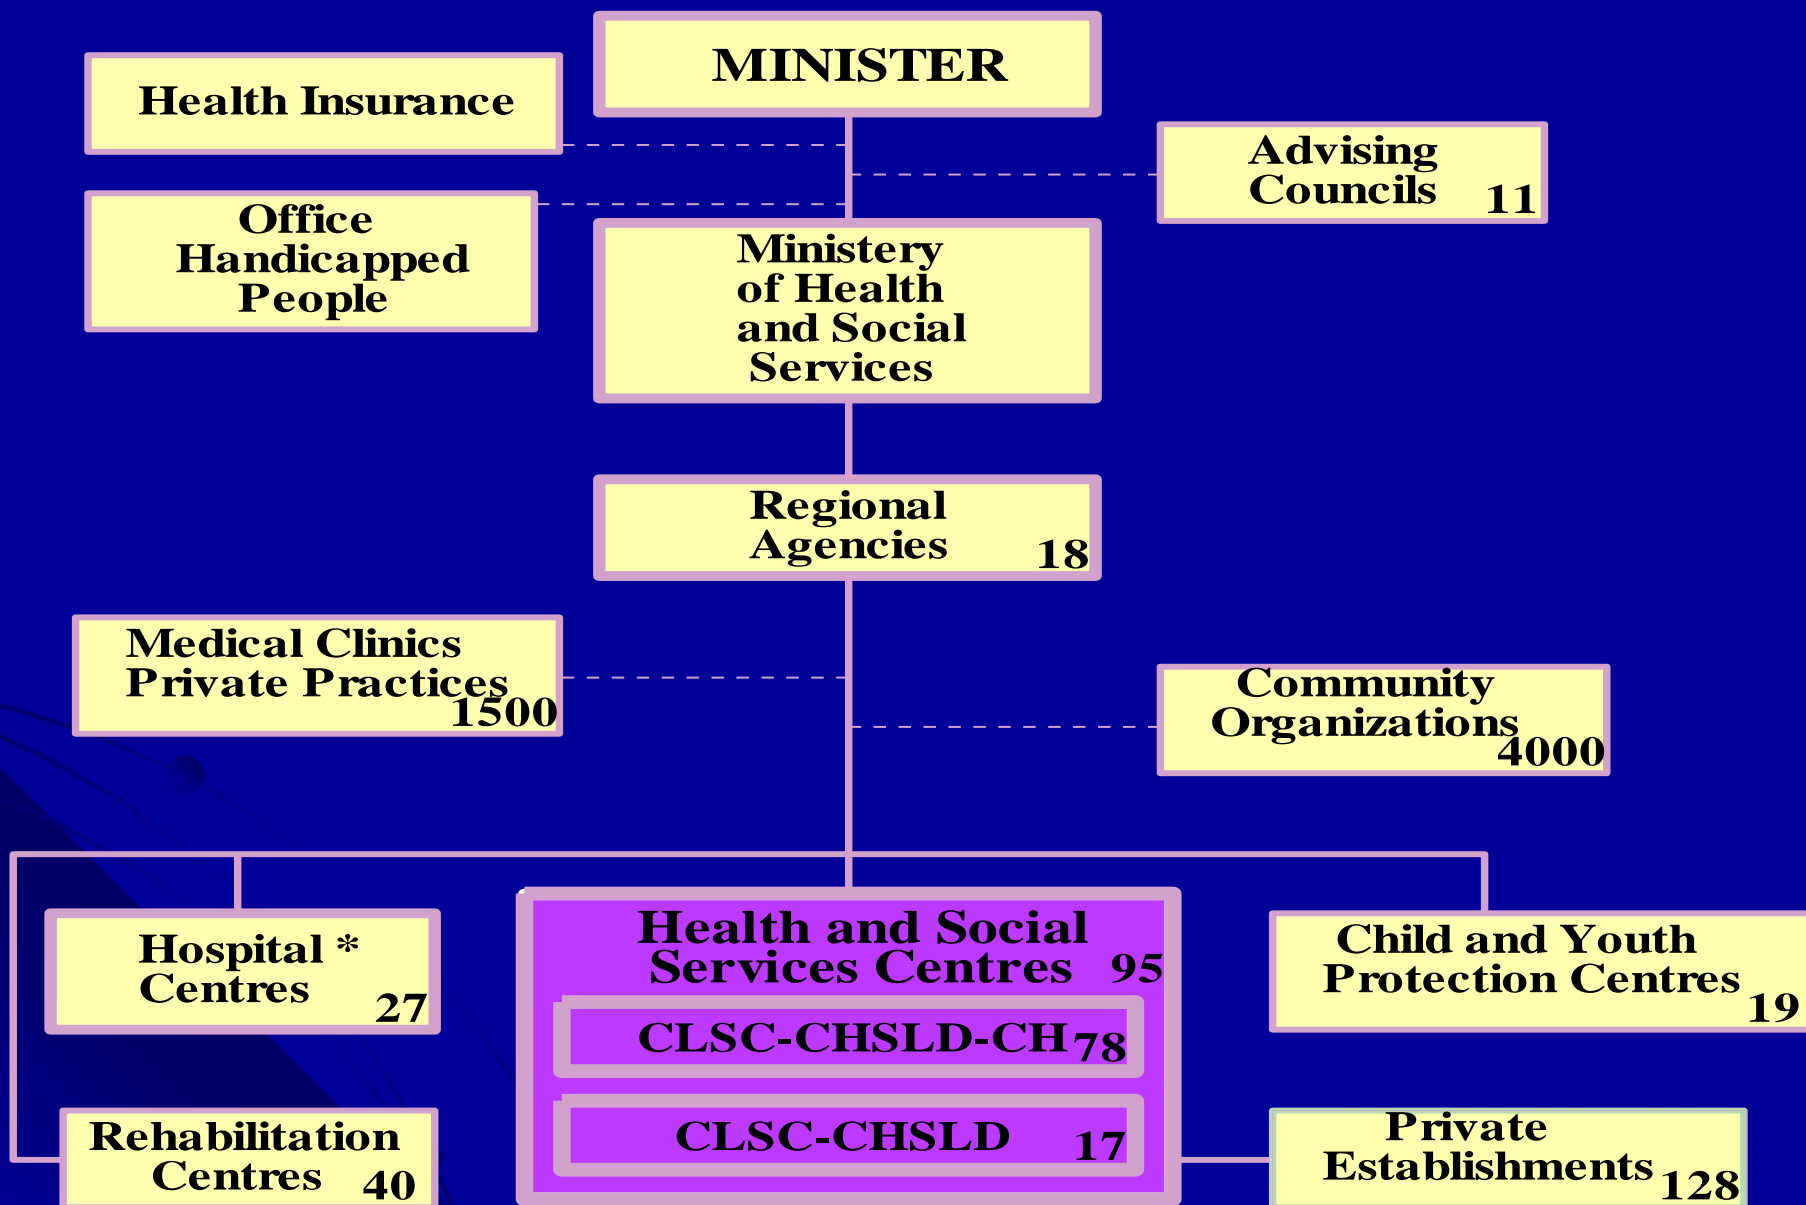 MINISTER
Health Insurance
Advising
Councils 11
Office
Handicapped
People
Ministery
of Health
and Social
Services
Regional
Agencies 18
Medical Clinics
Private Practices
1500
Community
Organizations
4000
Hospital *
Centres
27
Health and Social
Services Centres 95
CLSC-CHSLD-CH 78
CLSC-CHSLD 17
Child and Youth
Protection Centres
19
Rehabilitation
Centres 40
Private
Establishments
128